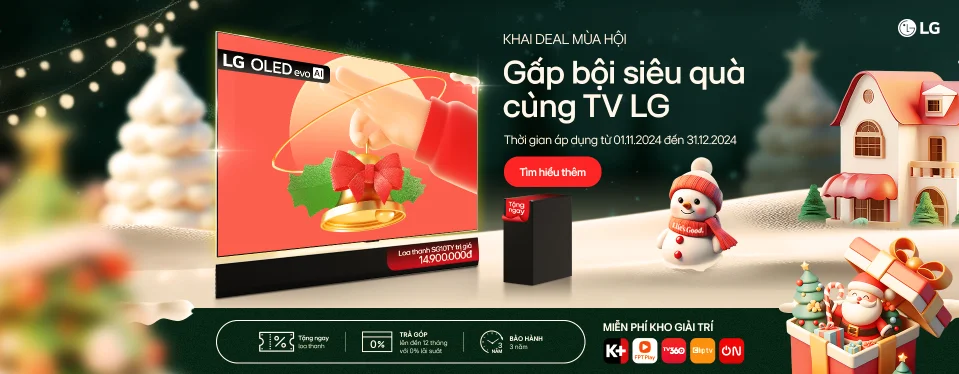 LG
KHAI DEAL MÙA HỘI
Gấp bội siêu quà
cùng TV LG
Thời gian áp dụng từ 01.11.2024 đến 31.12.2024
Tìm hiểu thêm
LG OLED evo AI
Loa thanh SG10TY trị giá
14.900.000đ
Tặng
ngay
Life's Good.
%
Tặng ngay
loa thanh
0%
TRẢ GÓP
lên đến 12 tháng
với 0% lãi suất
3
NĂM
BẢO HÀNH
3 năm
MIỄN PHÍ KHO GIẢI TRÍ
K+
FPT Play
TV360
tv
ON